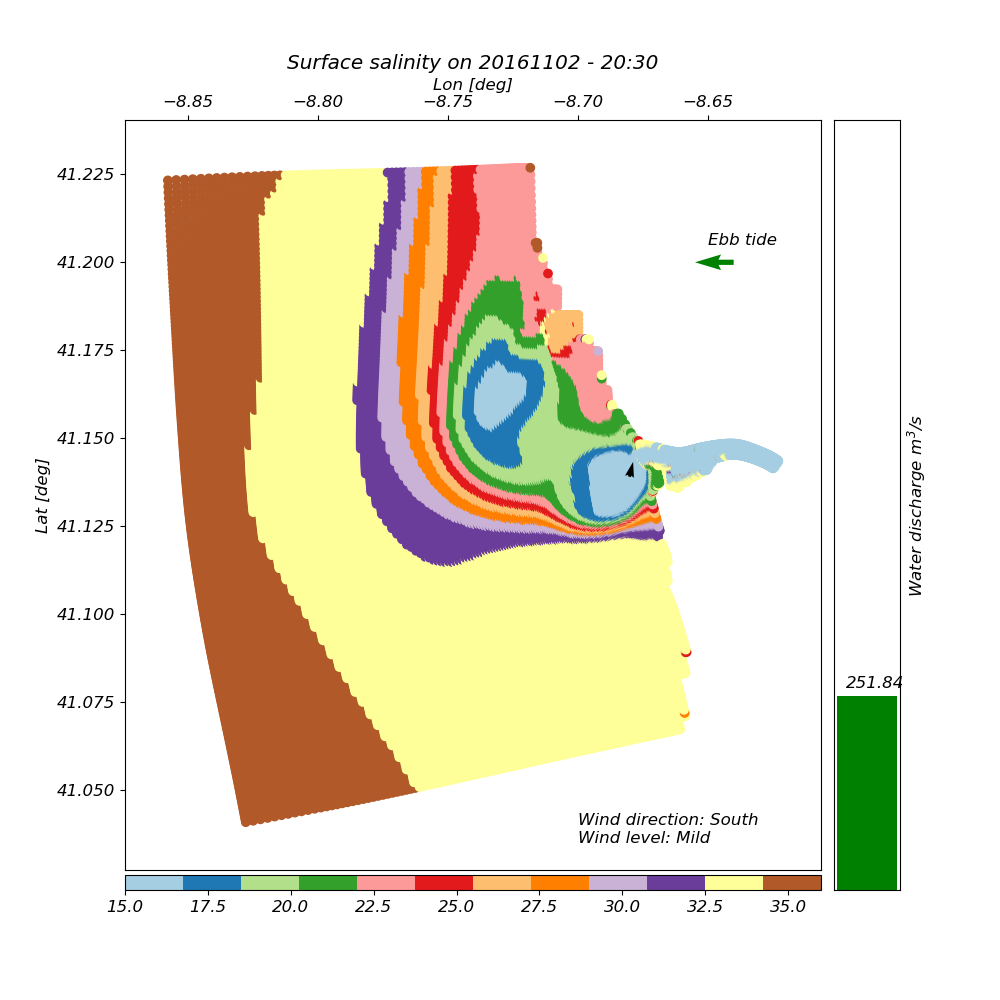 Surface salinity on 20161102 - 20:30
Lon [deg]
−8.85 −8.80 −8.75 −8.70 −8.65
41.225
41.200
41.175
41.150
41.125
41.100
41.075
41.050
Lat [deg]
Ebb tide
Water discharge m³/s
251.84
Wind direction: South
Wind level: Mild
15.0 17.5 20.0 22.5 25.0 27.5 30.0 32.5 35.0